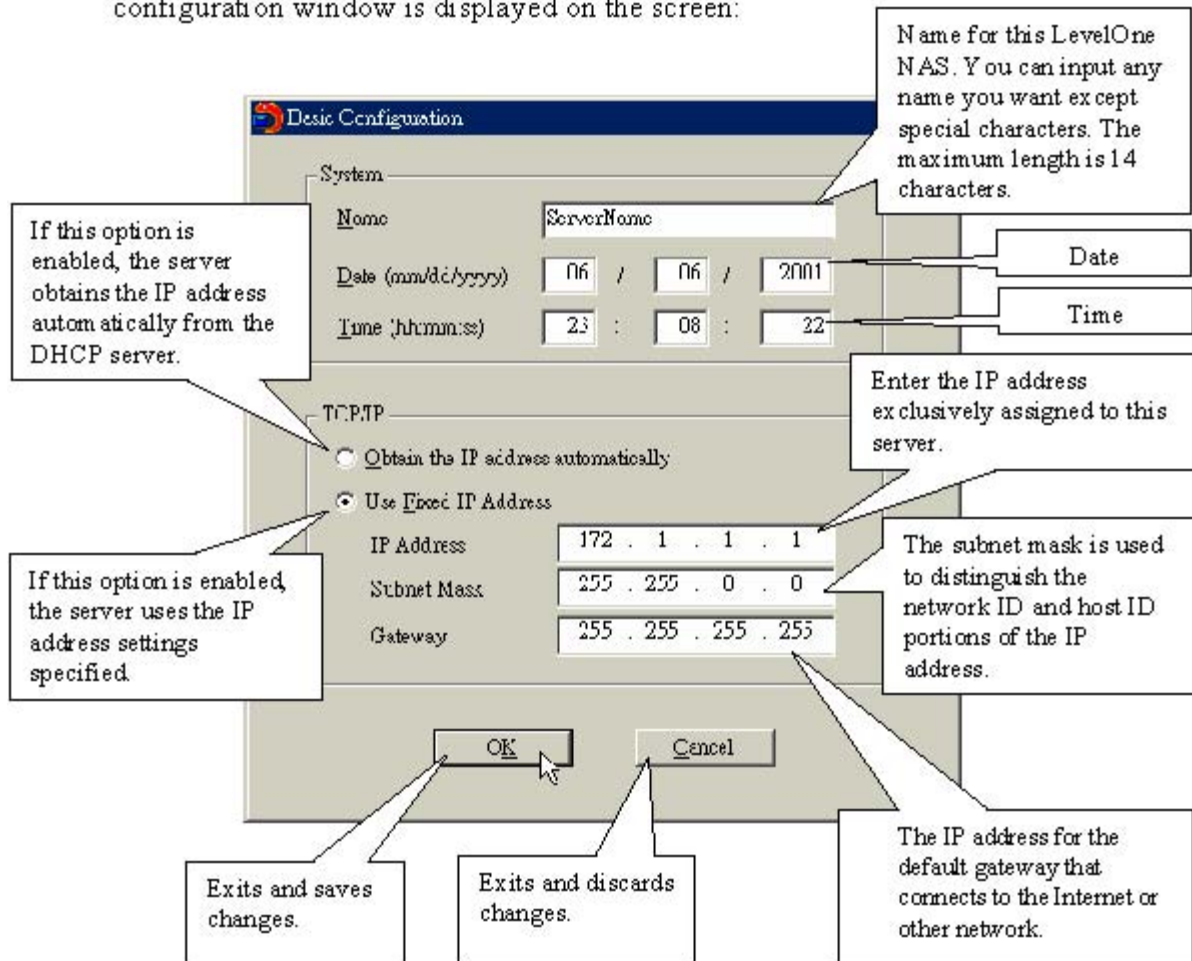 configuration window is displayed on the screen:
Name for this LevelOne
NAS. You can input any
name you want except
special characters. The
maximum length is 14
characters.
Basic Configuration
System
Name
ServerName
Date (mm/dd/yyyy)
06 / 06 / 2001
Time (hh:mm:ss)
23 : 08 : 22
Date
Time
If this option is
enabled, the server
obtains the IP address
automatically from the
DHCP server.
TCP/IP
Obtain the IP address automatically
Use Fixed IP Address
IP Address
172 . 1 . 1 . 1
Subnet Mask
255 . 255 . 0 . 0
Gateway
255 . 255 . 255 . 255
Enter the IP address
exclusively assigned to this
server.
If this option is enabled,
the server uses the IP
address settings
specified.
The subnet mask is used
to distinguish the
network ID and host ID
portions of the IP
address.
OK
Cancel
Exits and saves
changes.
Exits and discards
changes.
The IP address for the
default gateway that
connects to the Internet or
other network.